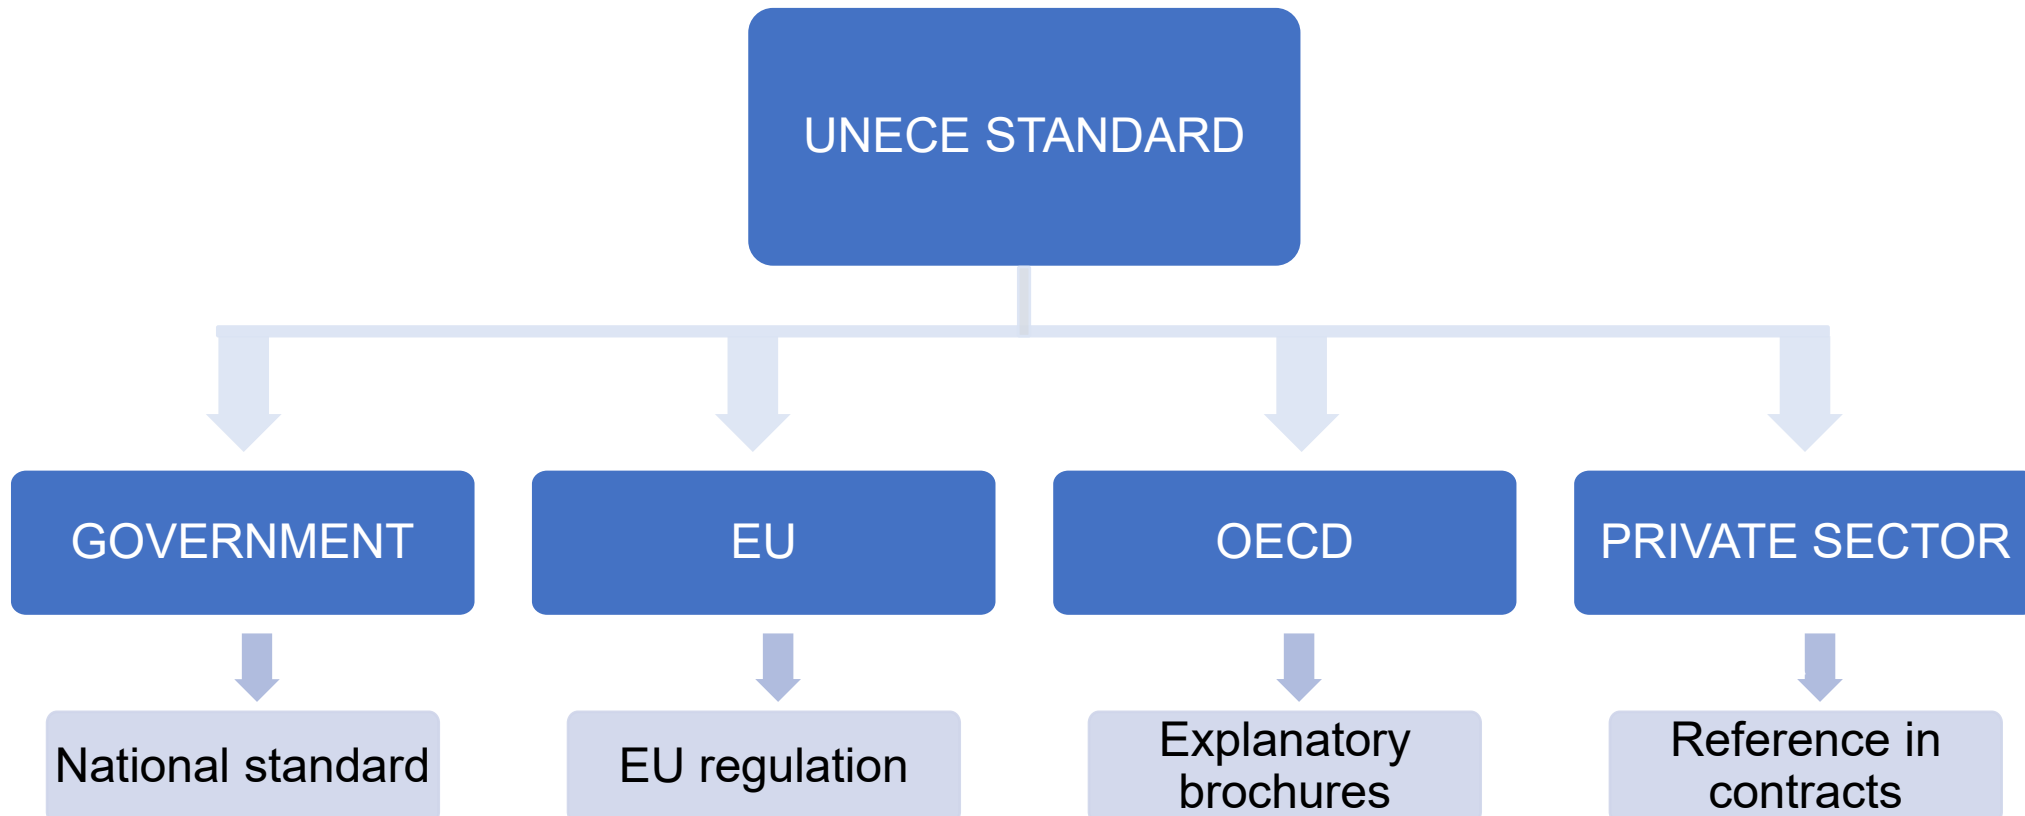 UNECE STANDARD
GOVERNMENT
EU
OECD
PRIVATE SECTOR
National standard
EU regulation
Explanatory
brochures
Reference in
contracts